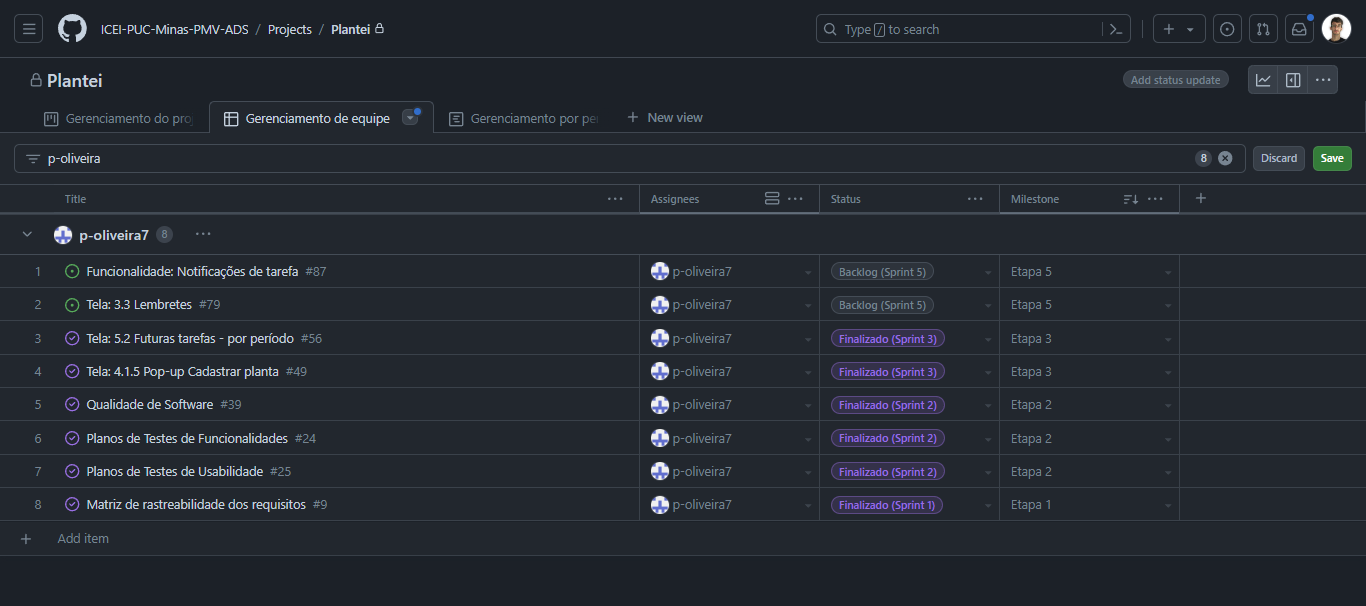 ICEI-PUC-Minas-PMV-ADS / Projects / Plantei
Type / to search
Plantei
Add status update
Gerenciamento do pro
Gerenciamento de equipe
Gerenciamento por pe
New view
p-oliveira 8
Discard
Save
Title Assignees Status Milestone
p-oliveira7 8
1 Funcionalidade: Notificações de tarefa #87 p-oliveira7 Backlog (Sprint 5) Etapa 5
2 Tela: 3.3 Lembretes #79 p-oliveira7 Backlog (Sprint 5) Etapa 5
3 Tela: 5.2 Futuras tarefas - por período #56 p-oliveira7 Finalizado (Sprint 3) Etapa 3
4 Tela: 4.1.5 Pop-up Cadastrar planta #49 p-oliveira7 Finalizado (Sprint 3) Etapa 3
5 Qualidade de Software #39 p-oliveira7 Finalizado (Sprint 2) Etapa 2
6 Planos de Testes de Funcionalidades #24 p-oliveira7 Finalizado (Sprint 2) Etapa 2
7 Planos de Testes de Usabilidade #25 p-oliveira7 Finalizado (Sprint 2) Etapa 2
8 Matriz de rastreabilidade dos requisitos #9 p-oliveira7 Finalizado (Sprint 1) Etapa 1
Add item